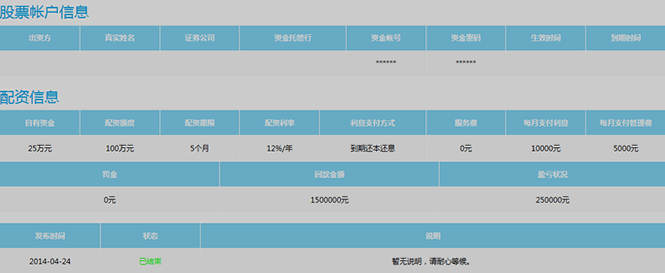 股票帐户信息
出资方 真实姓名 证券公司 资金托管行 资金帐号 资金密码 生效时间 到期时间
****** ******
配资信息
自有资金 配资额度 配资期限 配资利率 利息支付方式 服务费 每月支付利息 每月支付管理费
25万元 100万元 5个月 12%/年 到期还本还息 0元 10000元 5000元
罚金 回款金额 盈亏状况
0元 1500000元 250000元
发布时间 状态 说明
2014-04-24 已结束 暂无说明，请耐心等候。